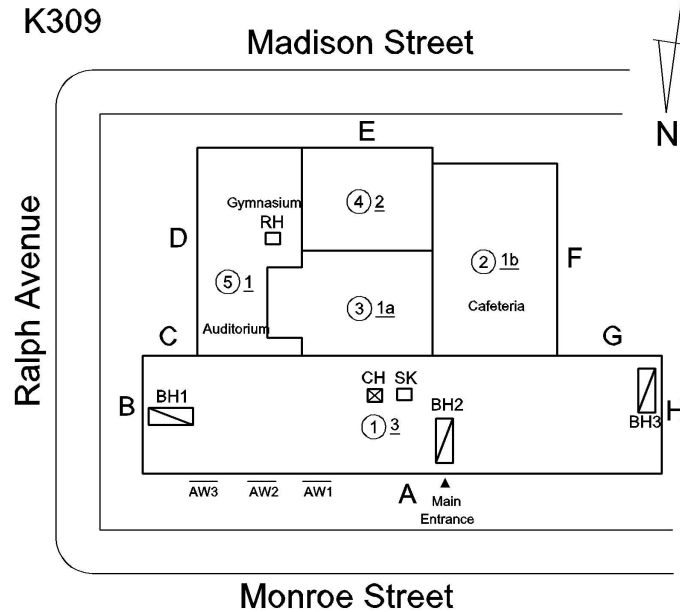 K309
Madison Street
N
E
Gymnasium
RH
④ 2
D
② 1b
F
⑤ 1
③ 1a
Cafeteria
Auditorium
C
G
Ralph Avenue
CH SK
B
BH1
BH2
① 3
BH3
AW3 AW2 AW1
A
Main
Entrance
Monroe Street